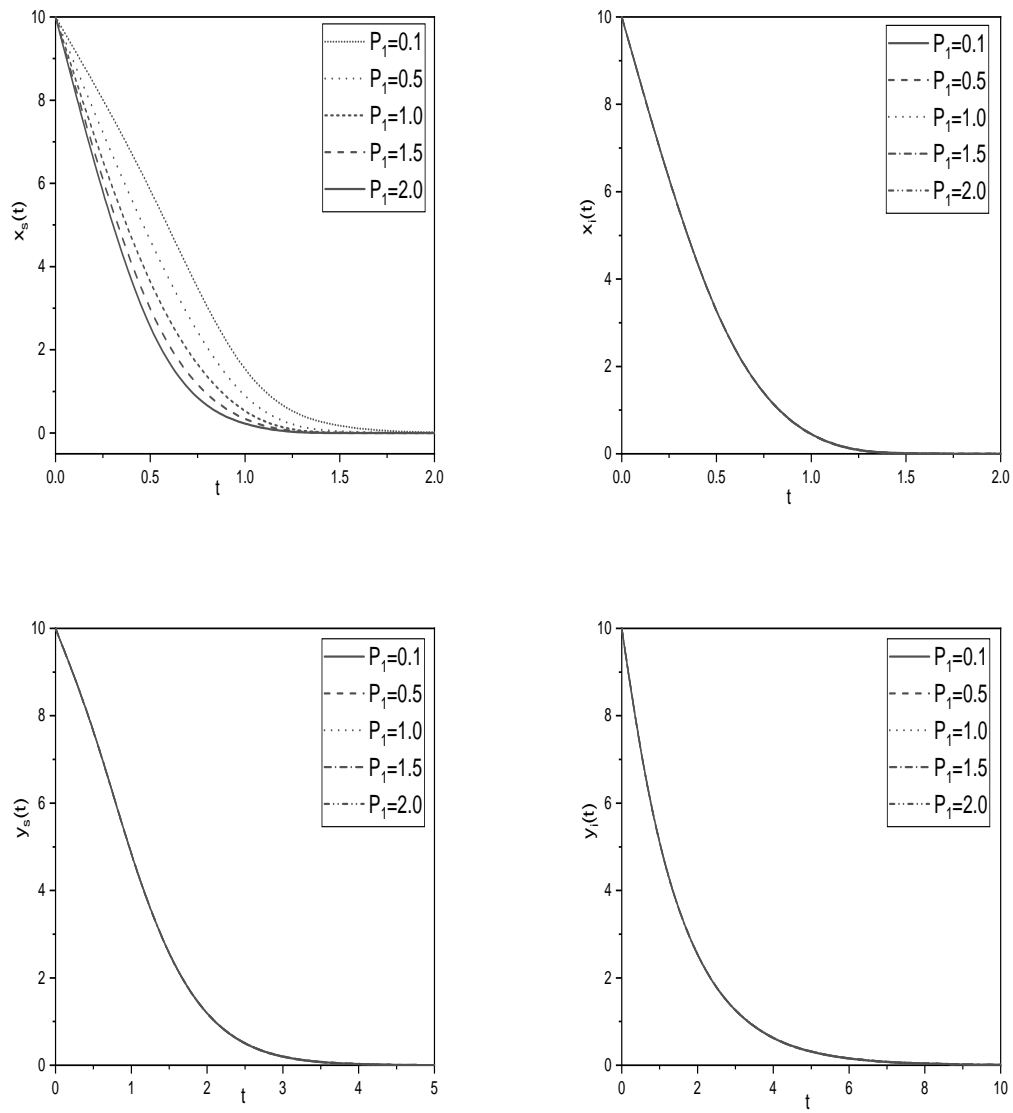 10
8
6
4
2
0
x_s(t)
0.0 0.5 1.0 1.5 2.0
t
P_1=0.1
P_1=0.5
P_1=1.0
P_1=1.5
P_1=2.0
10
8
6
4
2
0
x_i(t)
0.0 0.5 1.0 1.5 2.0
t
P_1=0.1
P_1=0.5
P_1=1.0
P_1=1.5
P_1=2.0
10
8
6
4
2
0
y_s(t)
0 1 2 3 4 5
t
P_1=0.1
P_1=0.5
P_1=1.0
P_1=1.5
P_1=2.0
10
8
6
4
2
0
y_i(t)
0 2 4 6 8 10
t
P_1=0.1
P_1=0.5
P_1=1.0
P_1=1.5
P_1=2.0